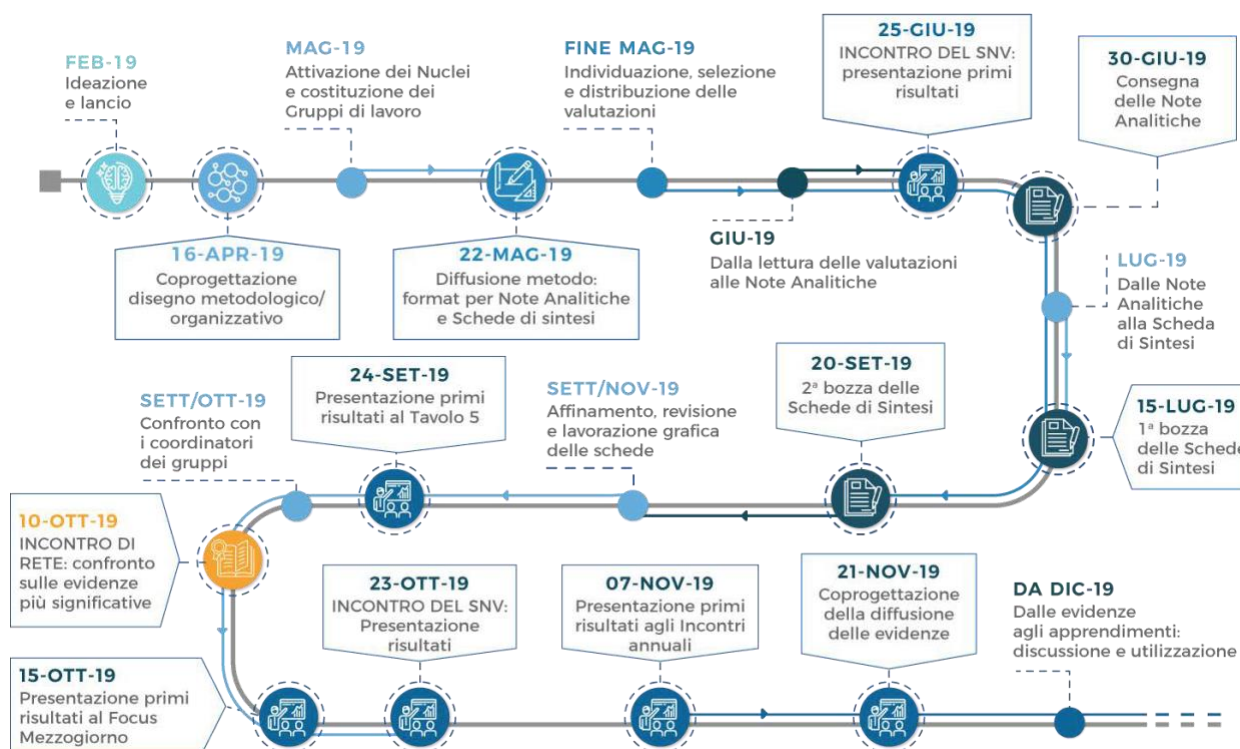 FEB-19
Ideazione
e lancio
16-APR-19
Coprogettazione
disegno metodologico/
organizzativo
MAG-19
Attivazione dei Nuclei
e costituzione dei
Gruppi di lavoro
22-MAG-19
Diffusione metodo:
format per Note Analitiche
e Schede di sintesi
FINE MAG-19
Individuazione, selezione
e distribuzione delle
valutazioni
GIU-19
Dalla lettura delle valutazioni
alle Note Analitiche
25-GIU-19
INCONTRO DEL SNV:
presentazione primi
risultati
30-GIU-19
Consegna
delle Note
Analitiche
LUG-19
Dalle Note
Analitiche
alla Scheda
di Sintesi
15-LUG-19
1ª bozza
delle Schede
di Sintesi
20-SET-19
2ª bozza delle
Schede di Sintesi
SETT/NOV-19
Affinamento, revisione
e lavorazione grafica
delle schede
24-SET-19
Presentazione primi
risultati al Tavolo 5
SETT/OTT-19
Confronto con
i coordinatori
dei gruppi
10-OTT-19
INCONTRO DI
RETE: confronto
sulle evidenze
più significative
15-OTT-19
Presentazione primi
risultati al Focus
Mezzogiorno
23-OTT-19
INCONTRO DEL SNV:
Presentazione
risultati
07-NOV-19
Presentazione primi
risultati agli Incontri
annuali
21-NOV-19
Coprogettazione
della diffusione
delle evidenze
DA DIC-19
Dalle evidenze
agli apprendimenti:
discussione e utilizzazione